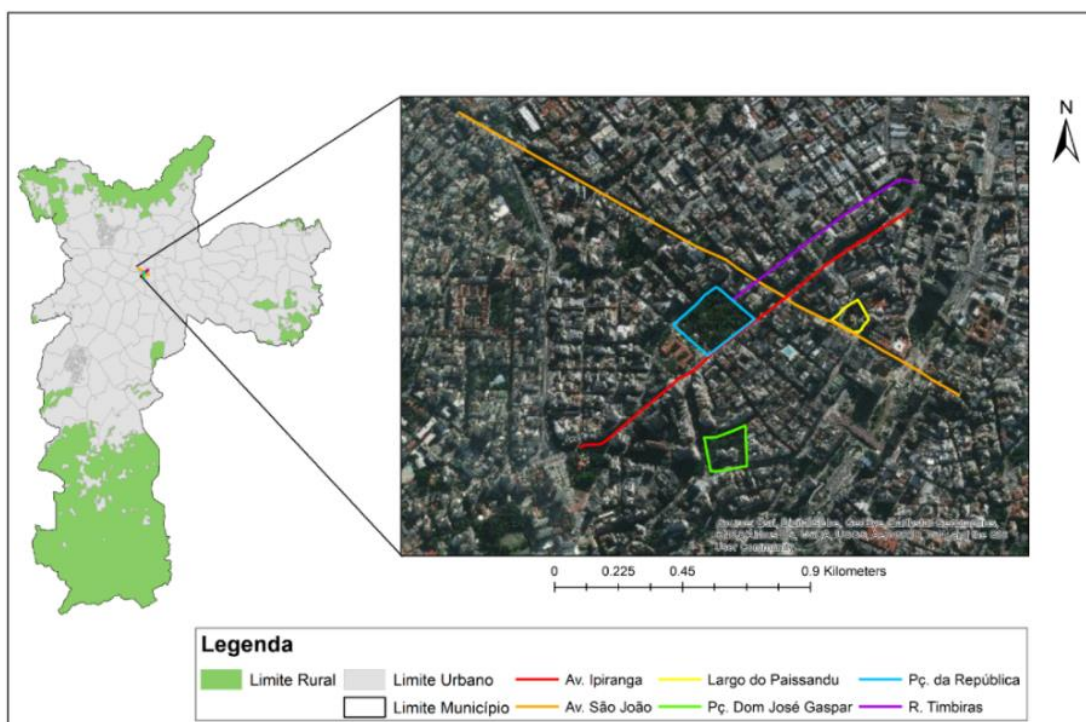 N
0 0.225 0.45 0.9 Kilometers
Legenda
Limite Rural Limite Urbano Av. Ipiranga Largo do Paissandu Pç. da República
Limite Município Av. São João Pç. Dom José Gaspar R. Timbiras